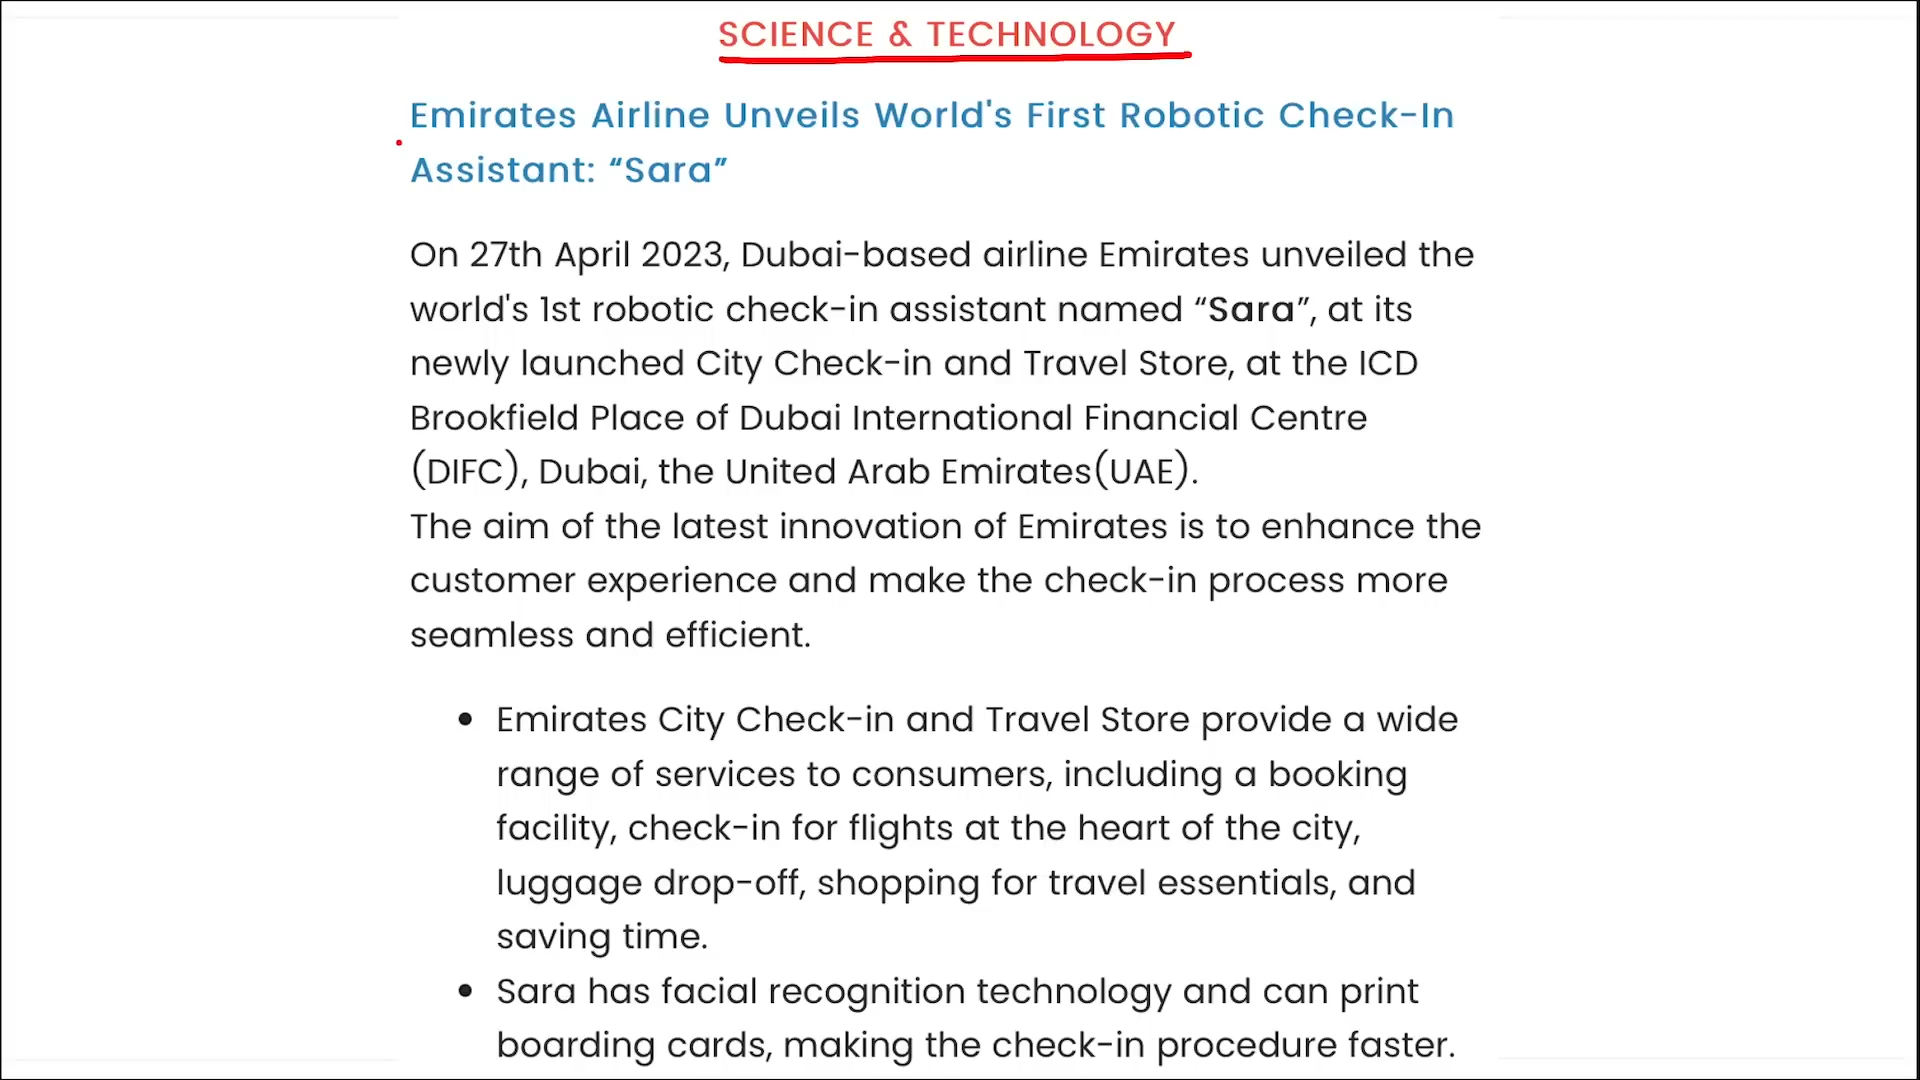 SCIENCE & TECHNOLOGY
Emirates Airline Unveils World's First Robotic Check-In
Assistant: “Sara”
On 27th April 2023, Dubai-based airline Emirates unveiled the
world's 1st robotic check-in assistant named “Sara”, at its
newly launched City Check-in and Travel Store, at the ICD
Brookfield Place of Dubai International Financial Centre
(DIFC), Dubai, the United Arab Emirates(UAE).
The aim of the latest innovation of Emirates is to enhance the
customer experience and make the check-in process more
seamless and efficient.
• Emirates City Check-in and Travel Store provide a wide
range of services to consumers, including a booking
facility, check-in for flights at the heart of the city,
luggage drop-off, shopping for travel essentials, and
saving time.
• Sara has facial recognition technology and can print
boarding cards, making the check-in procedure faster.